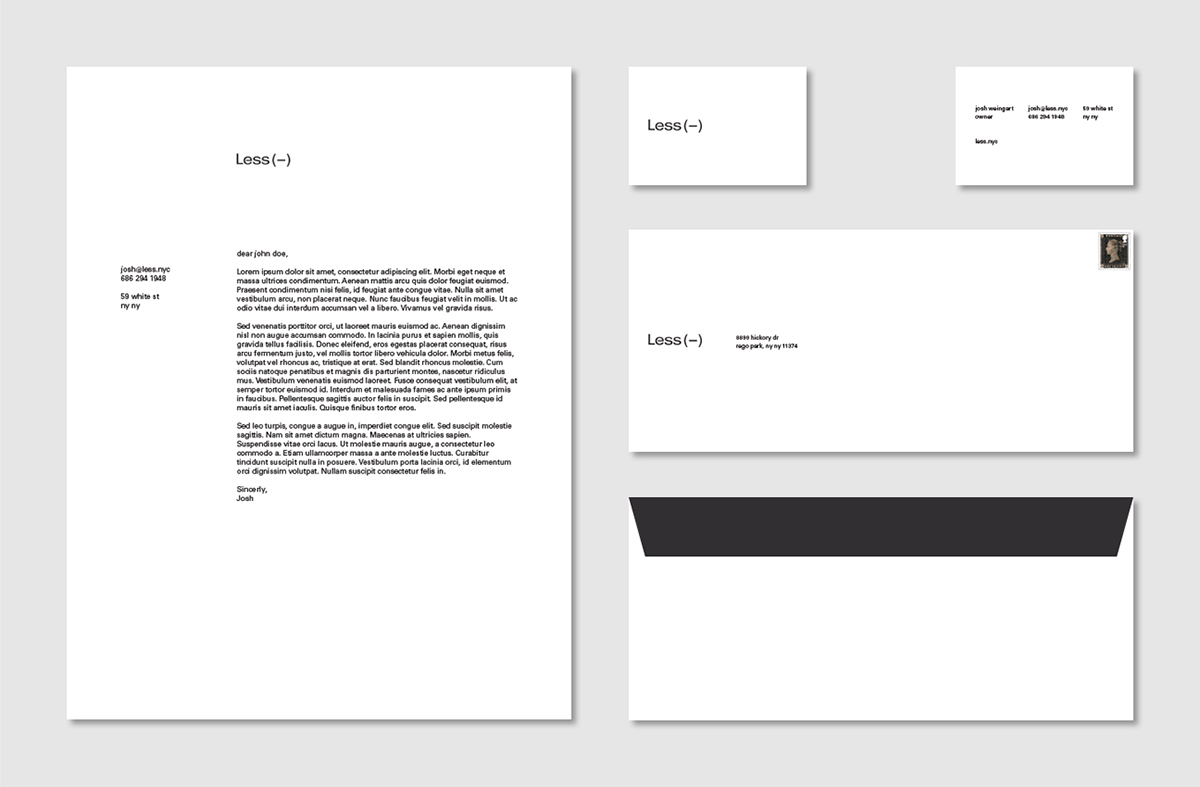 Less (–)
josh@less.nyc
686 294 1948
59 white st
ny ny
dear john doe,
Lorem ipsum dolor sit amet, consectetur adipiscing elit. Morbi eget neque et
massa ultrices condimentum. Aenean mattis arcu quis dolor feugiat euismod.
Praesent condimentum nisi felis, id feugiat ante congue vitae. Nulla sit amet
vestibulum arcu, non placerat neque. Nunc faucibus feugiat velit in mollis. Ut ac
odio vitae dui interdum accumsan vel a libero. Vivamus vel gravida risus.
Sed venenatis porttitor orci, ut laoreet mauris euismod ac. Aenean dignissim
nisl non augue accumsan commodo. In lacinia purus et sapien mollis, quis
gravida tellus facilisis. Donec eleifend, eros egestas placerat consequat, risus
arcu fermentum justo, vel mollis tortor libero vehicula dolor. Morbi metus felis,
volutpat vel rhoncus ac, tristique at erat. Sed blandit rhoncus molestie. Cum
sociis natoque penatibus et magnis dis parturient montes, nascetur ridiculus
mus. Vestibulum venenatis euismod laoreet. Fusce consequat vestibulum elit, at
semper tortor euismod id. Interdum et malesuada fames ac ante ipsum primis
in faucibus. Pellentesque sagittis auctor felis in suscipit. Sed pellentesque id
mauris sit amet iaculis. Quisque finibus tortor eros.
Sed leo turpis, congue a augue in, imperdiet congue elit. Sed suscipit molestie
sagittis. Nam sit amet dictum magna. Maecenas at ultricies sapien.
Suspendisse vitae orci lacus. Ut molestie mauris augue, a consectetur leo
commodo a. Etiam ullamcorper massa a ante molestie luctus. Curabitur
tincidunt suscipit nulla in posuere. Vestibulum porta lacinia orci, id elementum
orci dignissim volutpat. Nullam suscipit consectetur felis in.
Sincerly,
Josh
Less (–)
josh weingart
owner
josh@less.nyc
686 294 1948
59 white st
ny ny
less.nyc
Less (–)
8899 hickory dr
rego park, ny ny 11374